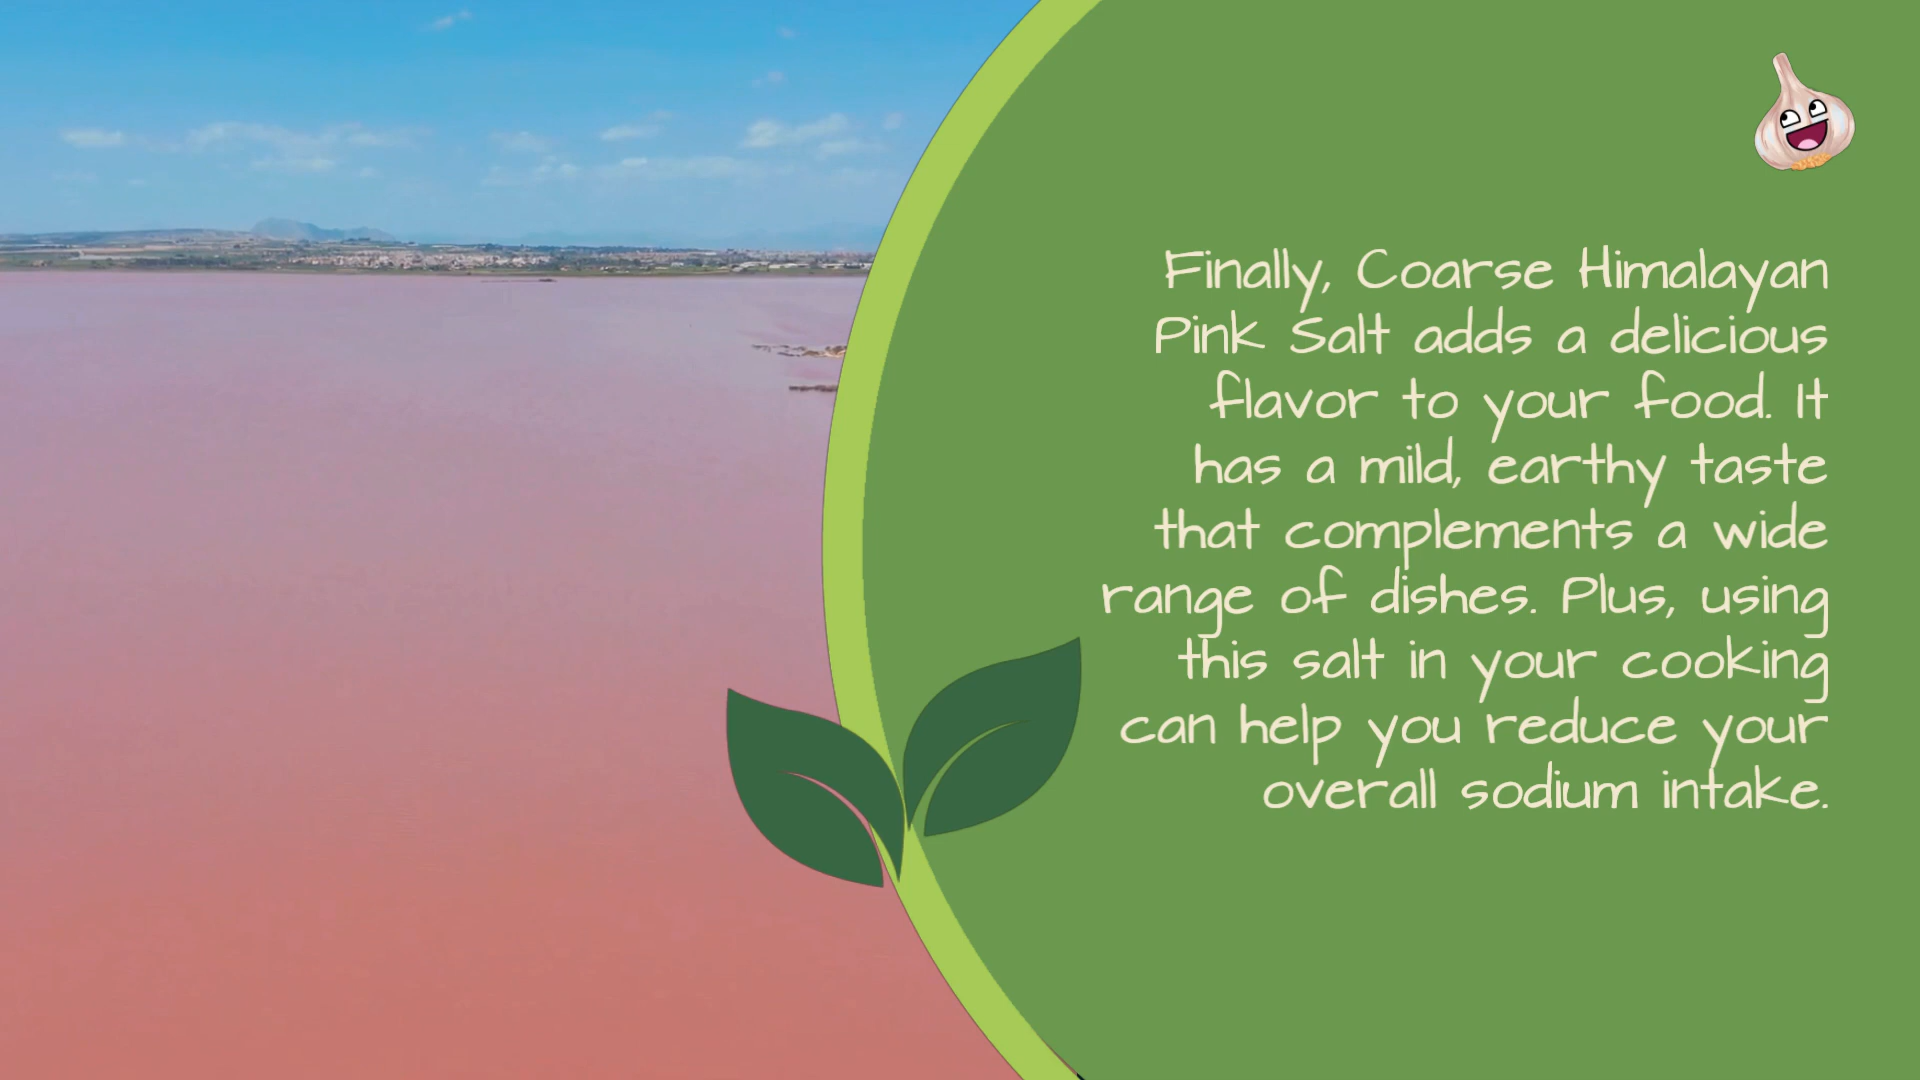 Finally, Coarse Himalayan
Pink Salt adds a delicious
flavor to your food. It
has a mild, earthy taste
that complements a wide
range of dishes. Plus, using
this salt in your cooking
can help you reduce your
overall sodium intake.